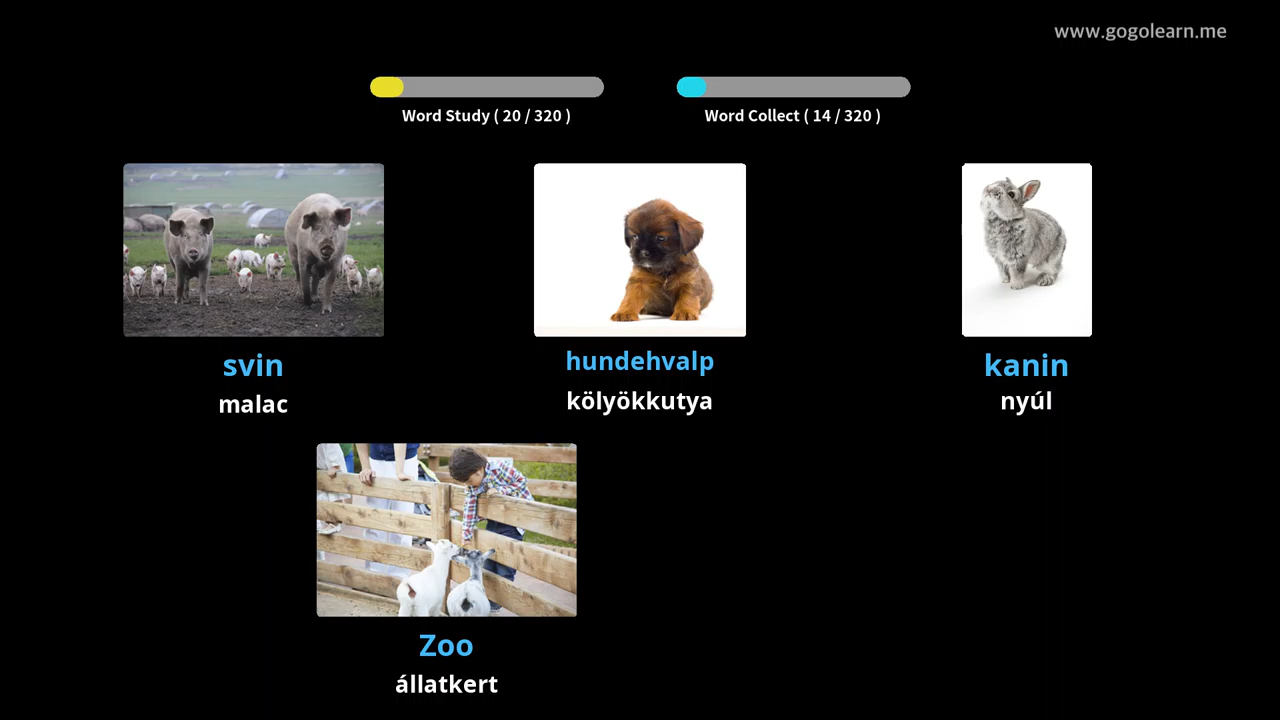 www.gogolearn.me
Word Study ( 20 / 320 )
Word Collect ( 14 / 320 )
svin
malac
hundehvalp
kölyökkutya
kanin
nyúl
Zoo
állatkert